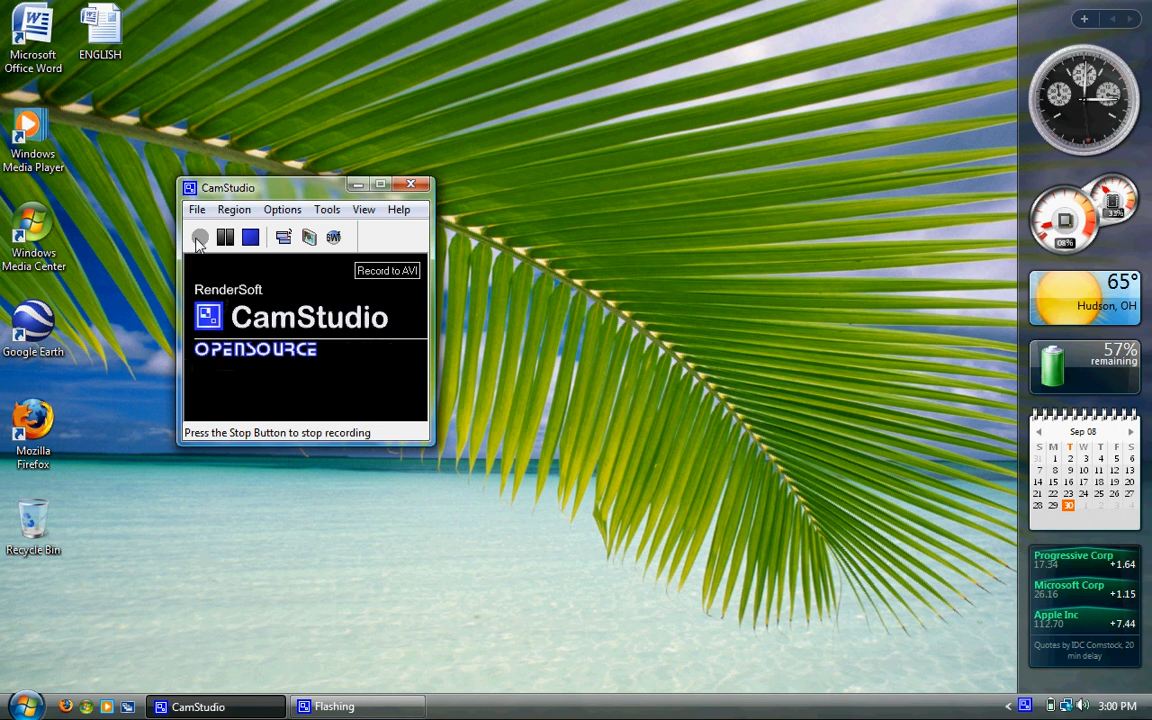 Microsoft
Office Word
ENGLISH
Windows
Media Player
Windows
Media Center
Google Earth
Mozilla
Firefox
Recycle Bin
CamStudio
File Region Options Tools View Help
Record to AVI
RenderSoft
CamStudio
OPENSOURCE
Press the Stop Button to stop recording
33%
08%
65°
Hudson, OH
57%
remaining
Sep 08
S M T W T F S
31 1 2 3 4 5 6
7 8 9 10 11 12 13
14 15 16 17 18 19 20
21 22 23 24 25 26 27
28 29 30 1 2 3 4
Progressive Corp
17.34 +1.64
Microsoft Corp
26.16 +1.15
Apple Inc
112.70 +7.44
Quotes by IDC Comstock, 20
min delay
CamStudio
Flashing
3:00 PM